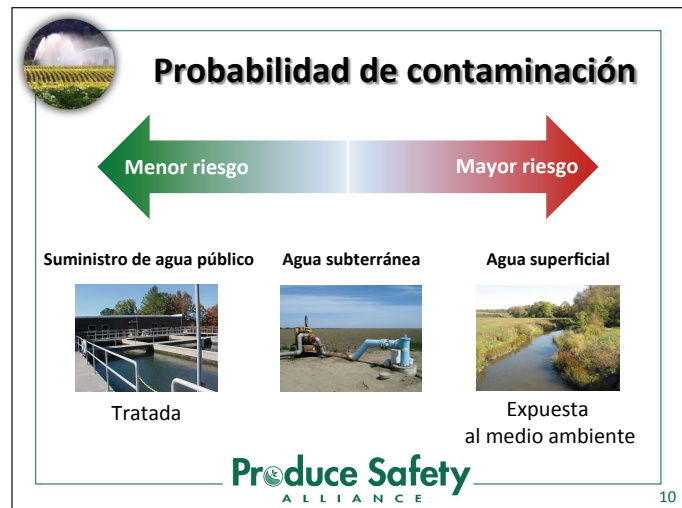 Probabilidad de contaminación
Menor riesgo
Mayor riesgo
Suministro de agua público
Agua subterránea
Agua superficial
Tratada
Expuesta
al medio ambiente
Produce Safety
ALLIANCE
10